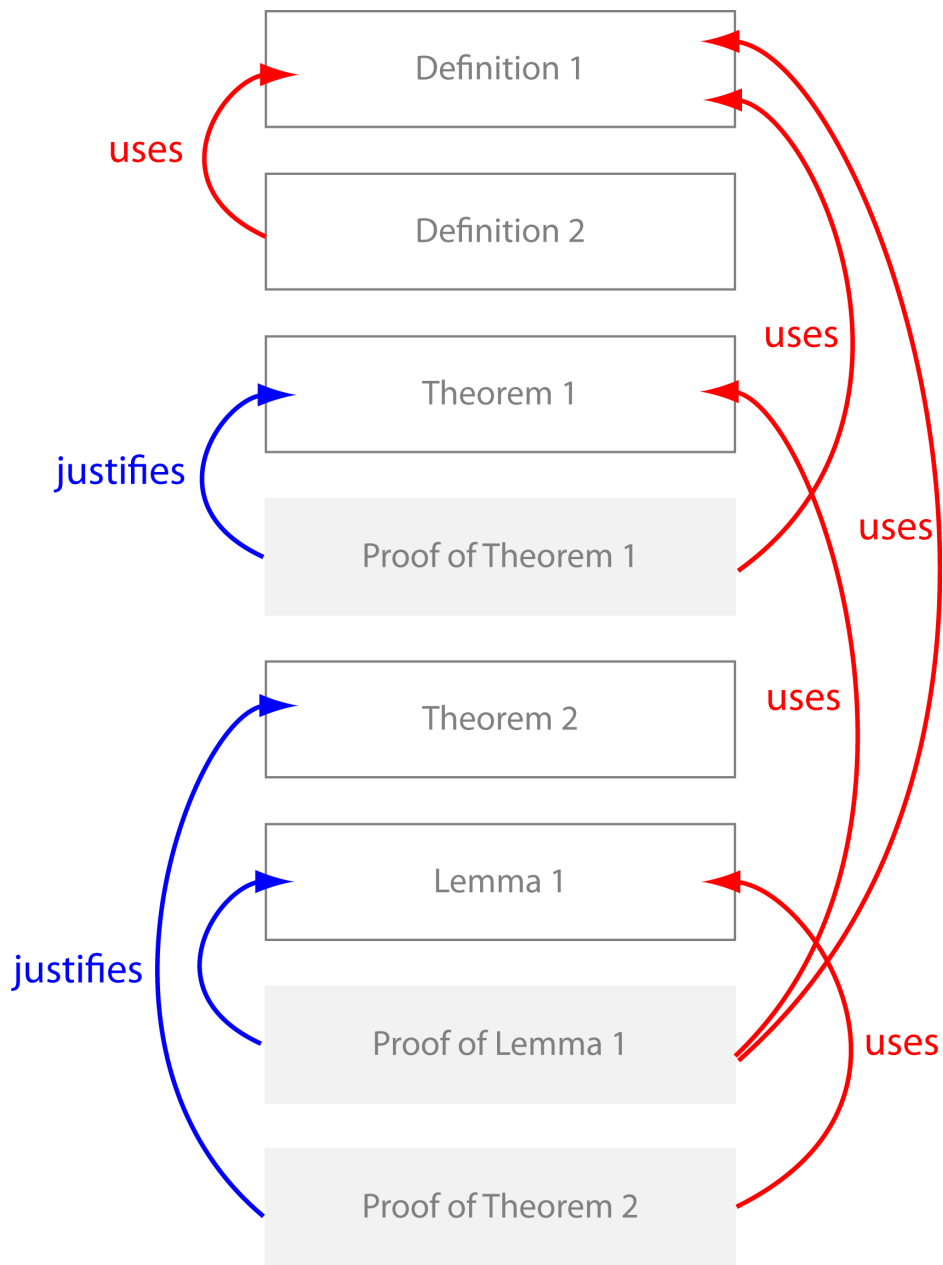 Definition 1
uses
Definition 2
uses
Theorem 1
justifies
uses
Proof of Theorem 1
uses
Theorem 2
Lemma 1
justifies
Proof of Lemma 1
uses
Proof of Theorem 2